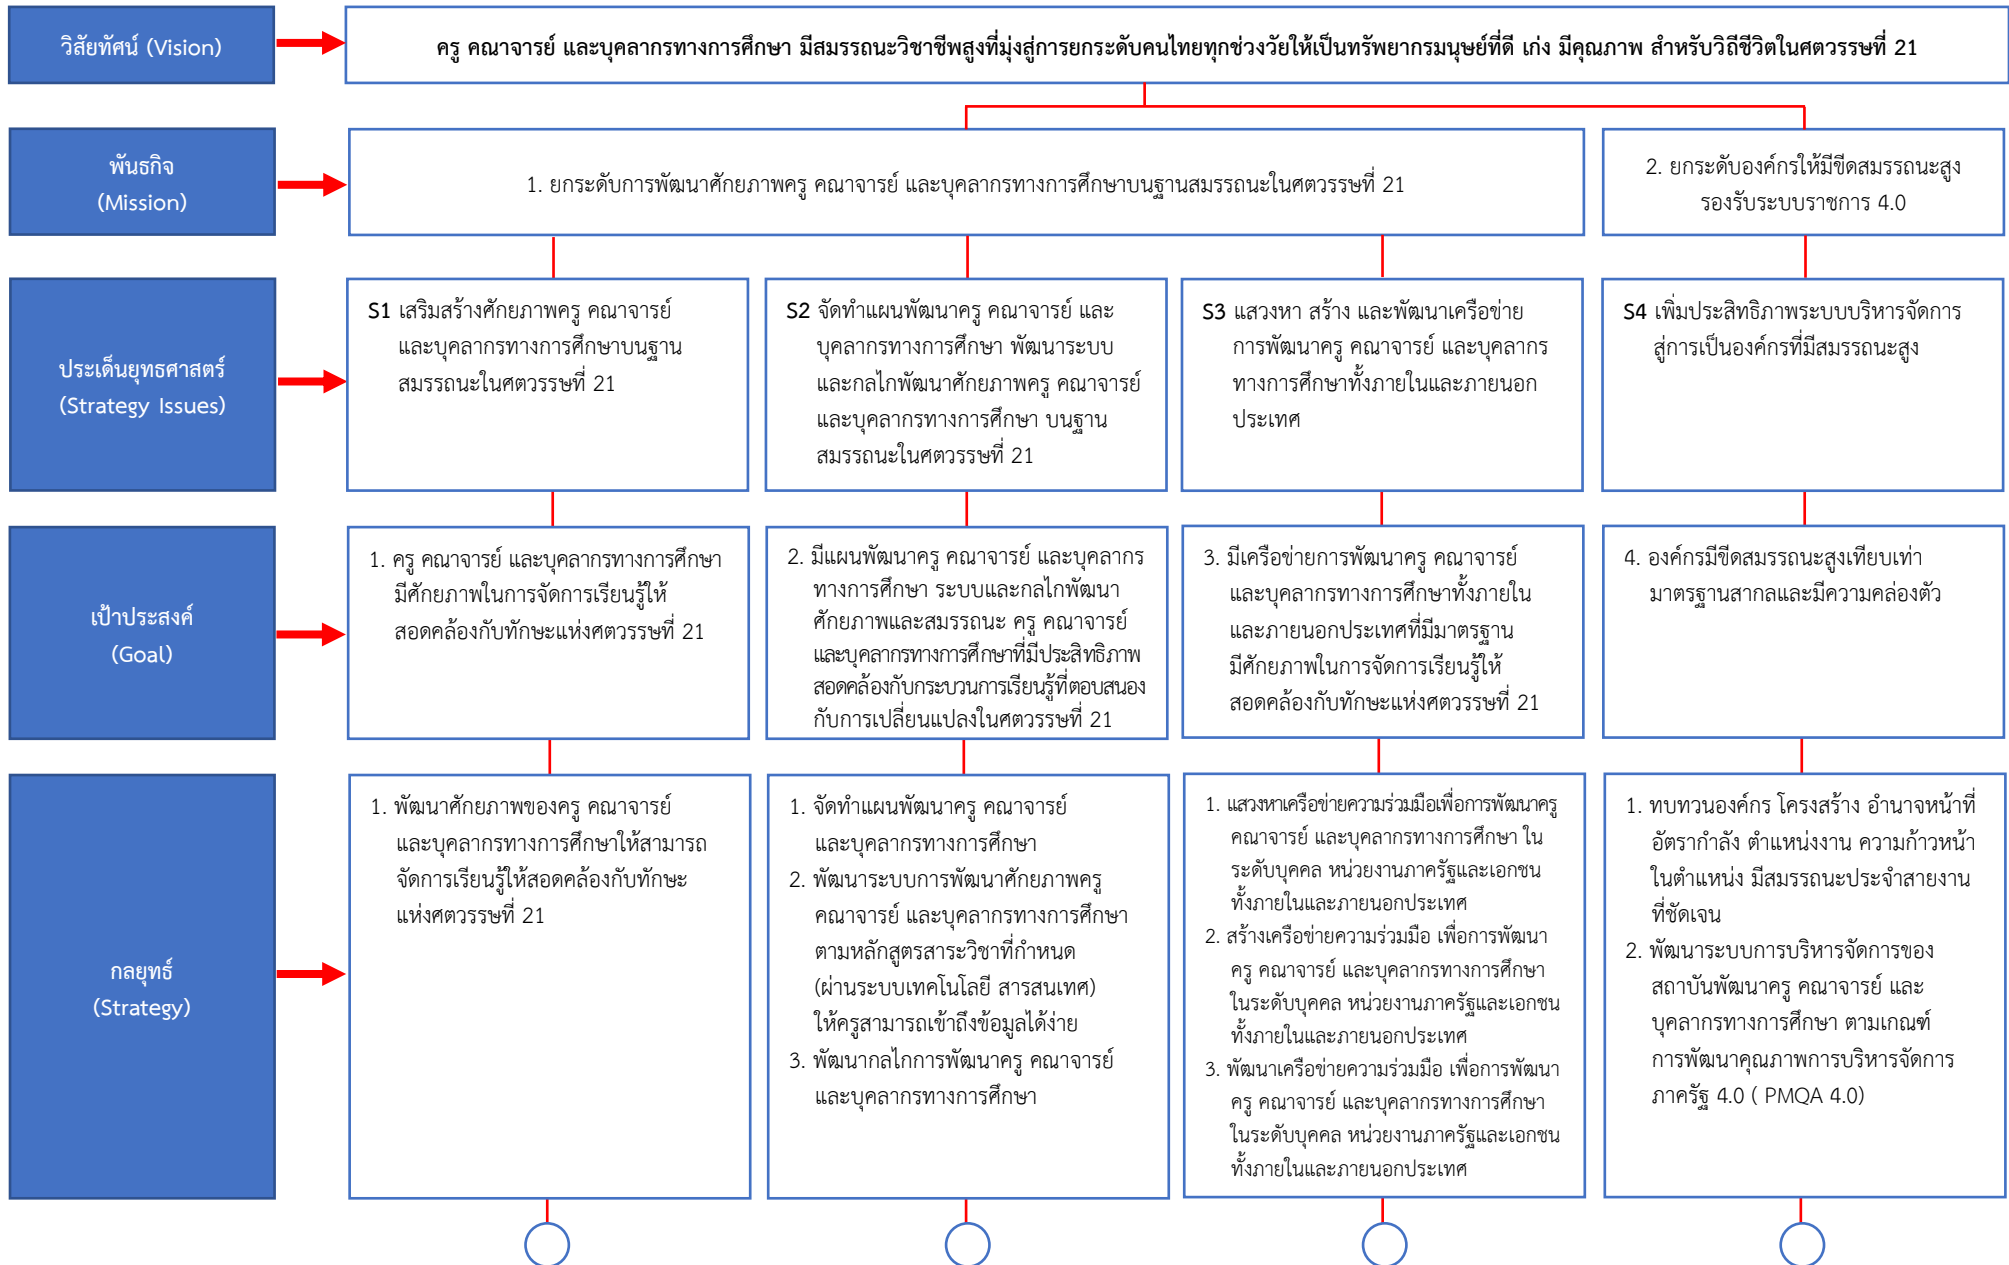 วิสัยทัศน์ (Vision)
ครู คณาจารย์ และบุคลากรทางการศึกษา มีสมรรถนะวิชาชีพสูงที่มุ่งสู่การยกระดับคนไทยทุกช่วงวัยให้เป็นทรัพยากรมนุษย์ที่ดี เก่ง มีคุณภาพ สำหรับวิถีชีวิตในศตวรรษที่ 21
พันธกิจ
(Mission)
1. ยกระดับการพัฒนาศักยภาพครู คณาจารย์ และบุคลากรทางการศึกษาบนฐานสมรรถนะในศตวรรษที่ 21
2. ยกระดับองค์กรให้มีขีดสมรรถนะสูง
รองรับระบบราชการ 4.0
ประเด็นยุทธศาสตร์
(Strategy Issues)
S1 เสริมสร้างศักยภาพครู คณาจารย์
และบุคลากรทางการศึกษาบนฐาน
สมรรถนะในศตวรรษที่ 21
S2 จัดทำแผนพัฒนาครู คณาจารย์ และ
บุคลากรทางการศึกษา พัฒนาระบบ
และกลไกพัฒนาศักยภาพครู คณาจารย์
และบุคลากรทางการศึกษา บนฐาน
สมรรถนะในศตวรรษที่ 21
S3 แสวงหา สร้าง และพัฒนาเครือข่าย
การพัฒนาครู คณาจารย์ และบุคลากร
ทางการศึกษาทั้งภายในและภายนอก
ประเทศ
S4 เพิ่มประสิทธิภาพระบบบริหารจัดการ
สู่การเป็นองค์กรที่มีสมรรถนะสูง
เป้าประสงค์
(Goal)
1. ครู คณาจารย์ และบุคลากรทางการศึกษา
มีศักยภาพในการจัดการเรียนรู้ให้
สอดคล้องกับทักษะแห่งศตวรรษที่ 21
2. มีแผนพัฒนาครู คณาจารย์ และบุคลากร
ทางการศึกษา ระบบและกลไกพัฒนา
ศักยภาพและสมรรถนะ ครู คณาจารย์
และบุคลากรทางการศึกษาที่มีประสิทธิภาพ
สอดคล้องกับกระบวนการเรียนรู้ที่ตอบสนอง
กับการเปลี่ยนแปลงในศตวรรษที่ 21
3. มีเครือข่ายการพัฒนาครู คณาจารย์
และบุคลากรทางการศึกษาทั้งภายใน
และภายนอกประเทศที่มีมาตรฐาน
มีศักยภาพในการจัดการเรียนรู้ให้
สอดคล้องกับทักษะแห่งศตวรรษที่ 21
4. องค์กรมีขีดสมรรถนะสูงเทียบเท่า
มาตรฐานสากลและมีความคล่องตัว
กลยุทธ์
(Strategy)
1. พัฒนาศักยภาพของครู คณาจารย์
และบุคลากรทางการศึกษาให้สามารถ
จัดการเรียนรู้ให้สอดคล้องกับทักษะ
แห่งศตวรรษที่ 21
1. จัดทำแผนพัฒนาครู คณาจารย์
และบุคลากรทางการศึกษา
2. พัฒนาระบบการพัฒนาศักยภาพครู
คณาจารย์ และบุคลากรทางการศึกษา
ตามหลักสูตรสาระวิชาที่กำหนด
(ผ่านระบบเทคโนโลยี สารสนเทศ)
ให้ครูสามารถเข้าถึงข้อมูลได้ง่าย
3. พัฒนากลไกการพัฒนาครู คณาจารย์
และบุคลากรทางการศึกษา
1. แสวงหาเครือข่ายความร่วมมือเพื่อการพัฒนาครู
คณาจารย์ และบุคลากรทางการศึกษา ใน
ระดับบุคคล หน่วยงานภาครัฐและเอกชน
ทั้งภายในและภายนอกประเทศ
2. สร้างเครือข่ายความร่วมมือ เพื่อการพัฒนา
ครู คณาจารย์ และบุคลากรทางการศึกษา
ในระดับบุคคล หน่วยงานภาครัฐและเอกชน
ทั้งภายในและภายนอกประเทศ
3. พัฒนาเครือข่ายความร่วมมือ เพื่อการพัฒนา
ครู คณาจารย์ และบุคลากรทางการศึกษา
ในระดับบุคคล หน่วยงานภาครัฐและเอกชน
ทั้งภายในและภายนอกประเทศ
1. ทบทวนองค์กร โครงสร้าง อำนาจหน้าที่
อัตรากำลัง ตำแหน่งงาน ความก้าวหน้า
ในตำแหน่ง มีสมรรถนะประจำสายงาน
ที่ชัดเจน
2. พัฒนาระบบการบริหารจัดการของ
สถาบันพัฒนาครู คณาจารย์ และ
บุคลากรทางการศึกษา ตามเกณฑ์
การพัฒนาคุณภาพการบริหารจัดการ
ภาครัฐ 4.0 ( PMQA 4.0)